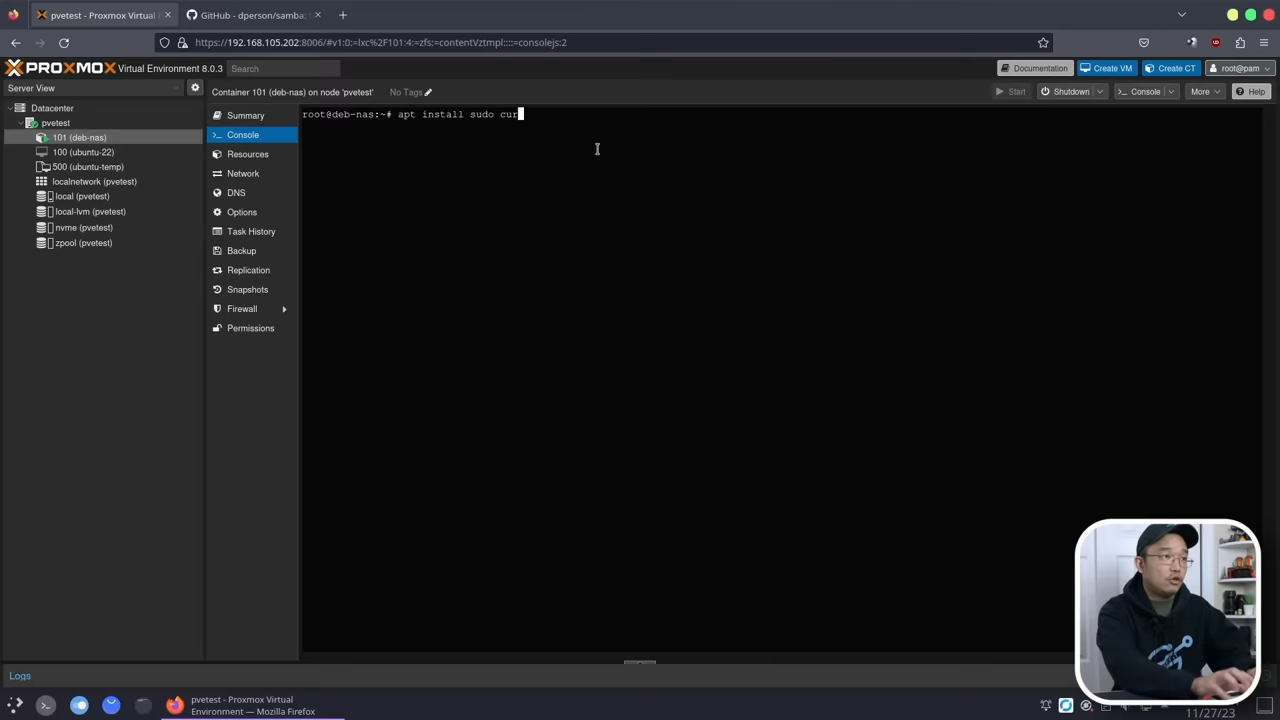 pvetest - Proxmox Virtual E
GitHub - dperson/samba:
https://192.168.105.202:8006/#v1:0:=lxc%2F101:4:=zfs:=contentVztmpl::::=consolejs:2
PROXMOX Virtual Environment 8.0.3 Search
Documentation Create VM Create CT root@pam
Server View
Container 101 (deb-nas) on node 'pvetest' No Tags
Start Shutdown Console More Help
Datacenter
pvetest
101 (deb-nas)
100 (ubuntu-22)
500 (ubuntu-temp)
localnetwork (pvetest)
local (pvetest)
local-lvm (pvetest)
nvme (pvetest)
zpool (pvetest)
Summary
Console
Resources
Network
DNS
Options
Task History
Backup
Replication
Snapshots
Firewall
Permissions
root@deb-nas:~# apt install sudo cur
Logs
pvetest - Proxmox Virtual
Environment — Mozilla Firefox
11/27/23